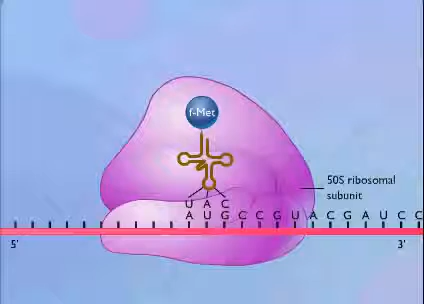 f-Met
50S ribosomal
subunit
U A C
A U G C C G U A C G A U C C
5' 3'